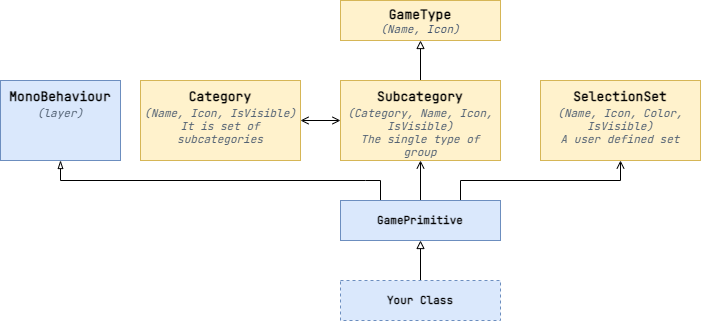 GameType
(Name, Icon)
MonoBehaviour
(layer)
Category
(Name, Icon, IsVisible)
It is set of
subcategories
Subcategory
(Category, Name, Icon,
IsVisible)
The single type of
group
SelectionSet
(Name, Icon, Color,
IsVisible)
A user defined set
GamePrimitive
Your Class